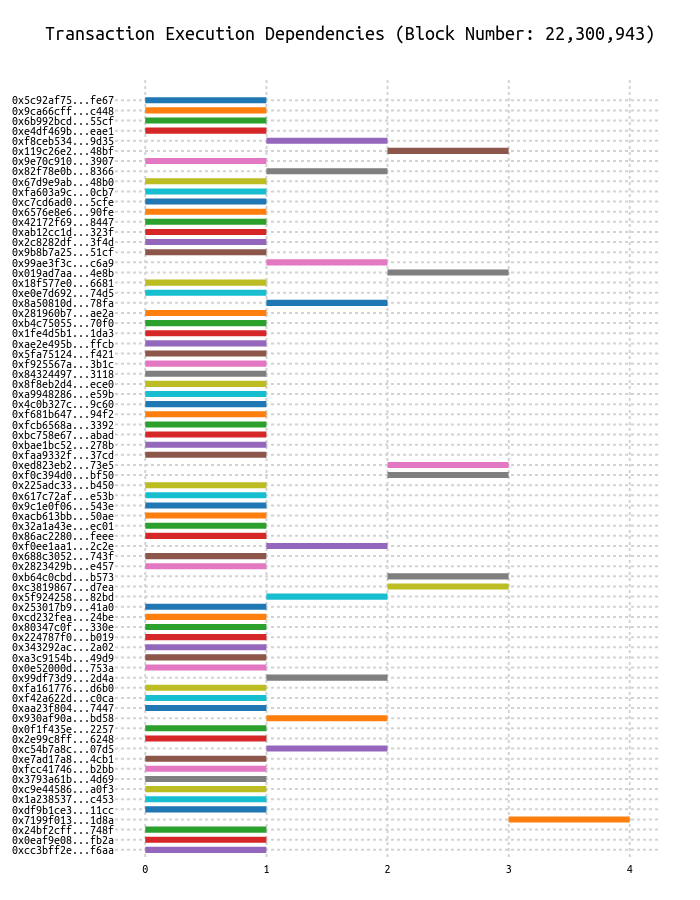 Transaction Execution Dependencies (Block Number: 22,300,943)
0x5c92af75...fe67
0x9ca66cff...c448
0x6b992bcd...55cf
0xe4df469b...eae1
0xf8ceb534...9d35
0x119c26e2...48bf
0x9e70c910...3907
0x82f78e0b...8366
0x67d9e9ab...48b0
0xfa603a9c...0cb7
0xc7cd6ad0...5cfe
0x6576e8e6...90fe
0x42172f69...8447
0xab12cc1d...323f
0x2c8282df...3f4d
0x9b8b7a25...51cf
0x99ae3f3c...c6a9
0x019ad7aa...4e8b
0x18f577e0...6681
0xe0e7d692...74d5
0x8a50810d...78fa
0x281960b7...ae2a
0xb4c75055...70f0
0x1fe4d5b1...1da3
0xae2e495b...ffcb
0x5fa75124...f421
0xf925567a...3b1c
0x84324497...3118
0x8f8eb2d4...ece0
0xa9948286...e59b
0x4c0b327c...9c60
0xf681b647...94f2
0xfcb6568a...3392
0xbc758e67...abad
0xbae1bc52...278b
0xfaa9332f...37cd
0xed823eb2...73e5
0xf0c394d0...bf50
0x225adc33...b450
0x617c72af...e53b
0x9c1e0f06...543e
0xacb613bb...50ae
0x32a1a43e...ec01
0x86ac2280...feee
0xf0ee1aa1...2c2e
0x688c3052...743f
0x2823429b...e457
0xb64c0cbd...b573
0xc3819867...d7ea
0x5f924258...82bd
0x253017b9...41a0
0xcd232fea...24be
0x80347c0f...330e
0x224787f0...b019
0x343292ac...2a02
0xa3c9154b...49d9
0x0e52000d...753a
0x99df73d9...2d4a
0xfa161776...d6b0
0xf42a622d...c0ca
0xaa23f804...7447
0x930af90a...bd58
0x0f1f435e...2257
0x2e99c8ff...6248
0xc54b7a8c...07d5
0xe7ad17a8...4cb1
0xfcc41746...b2bb
0x3793a61b...4d69
0xc9e44586...a0f3
0x1a238537...c453
0xdf9b1ce3...11cc
0x7199f013...1d8a
0x24bf2cff...748f
0x0eaf9e08...fb2a
0xcc3bff2e...f6aa
0 1 2 3 4